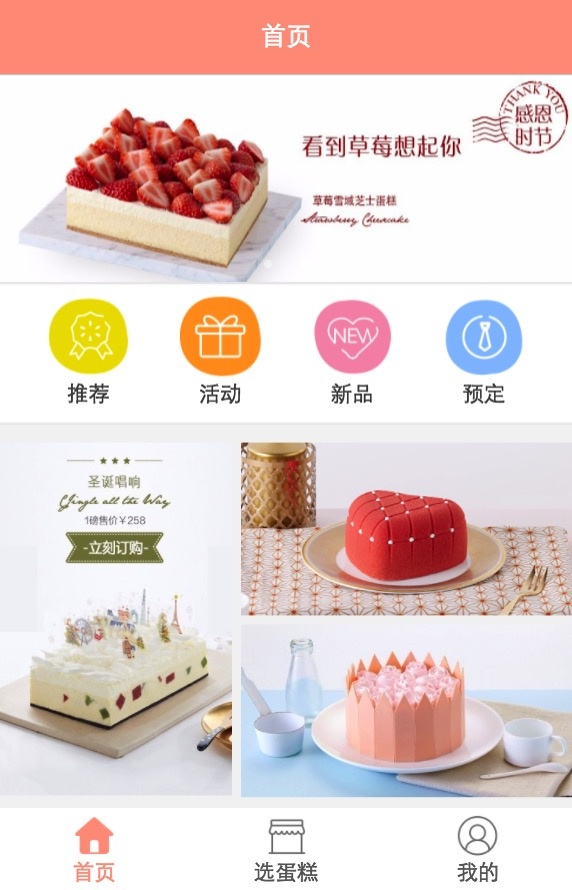 首页
THANK YOU
感恩
时节
看到草莓想起你
草莓雪域芝士蛋糕
Strawberry Cheesecake
NEW
推荐
活动
新品
预定
圣诞唱响
Jingle all the Way
1磅售价￥258
-立刻订购-
首页
选蛋糕
我的